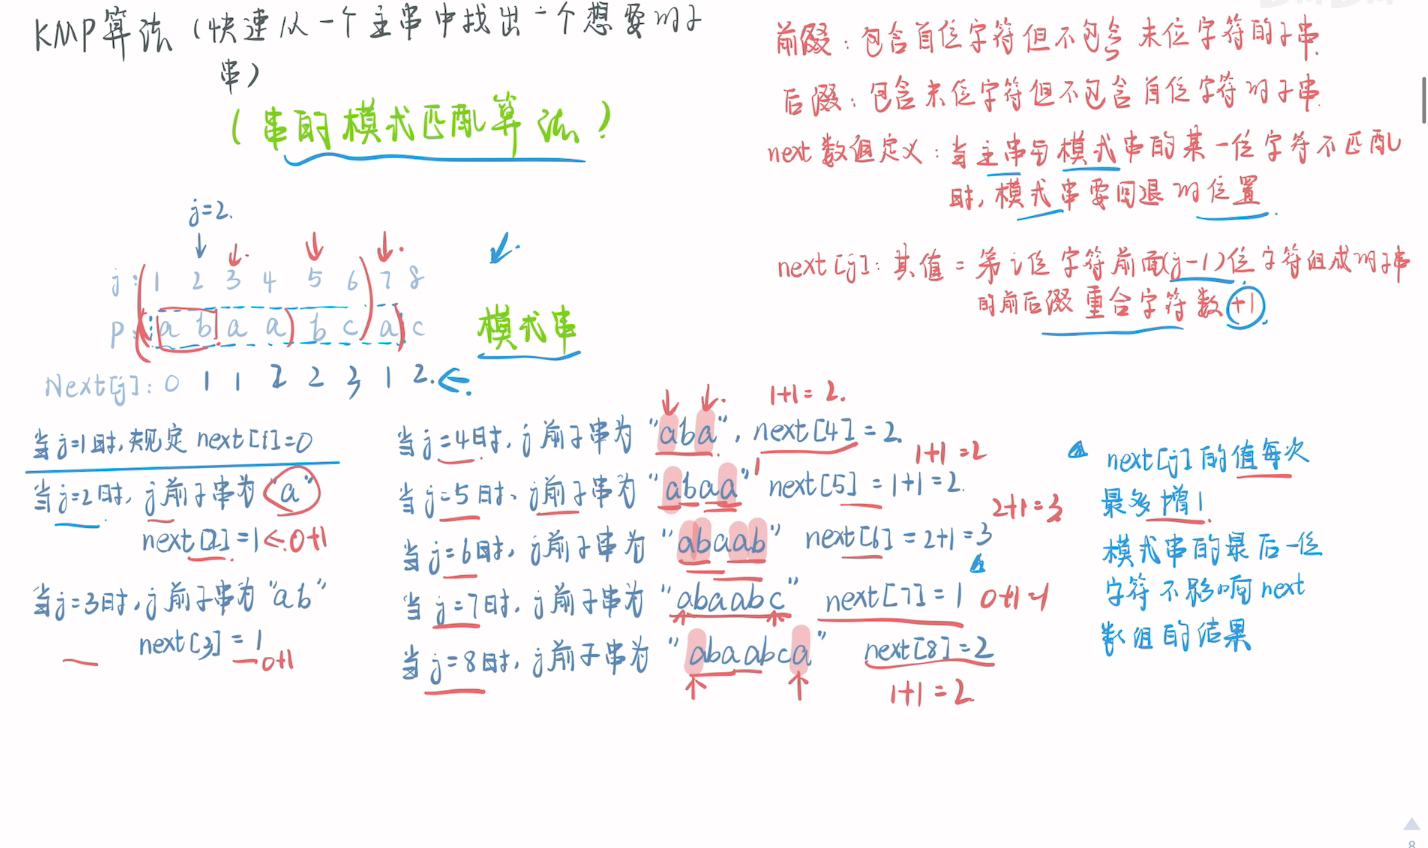 KMP算法(快速从一个主串中找出一个想要的子
串)
(串的模式匹配算法)
前缀:包含首位字符但不包含末位字符的子串.
后缀:包含末位字符但不包含首位字符的子串.
next数组定义:当主串与模式串的某一位字符不匹配
时,模式串要回退的位置
next[j]:其值=第j位字符前面(j-1)位字符组成的子串
的前后缀重合字符数+1
j=2.
j:1 2 3 4 5 6 7 8
P:a b a a b c a c
模式串
Next[j]:0 1 1 2 2 3 1 2.
当j=1时,规定next[1]=0
当j=2时,j前子串为"a"
next[2]=1←0+1
当j=3时,j前子串为"ab"
next[3]=1
0+1
1+1=2.
当j=4时,j前子串为"aba",next[4]=2
1+1=2
当j=5时,j前子串为"abaa" next[5]=1+1=2.
2+1=3
当j=6时,j前子串为"abaab" next[6]=2+1=3
当j=7时,j前子串为"abaabc" next[7]=1 0+1=1
当j=8时,j前子串为"abaabca" next[8]=2
1+1=2
next[j]的值每次
最多增1
模式串的最后一位
字符不影响next
数组的结果
8